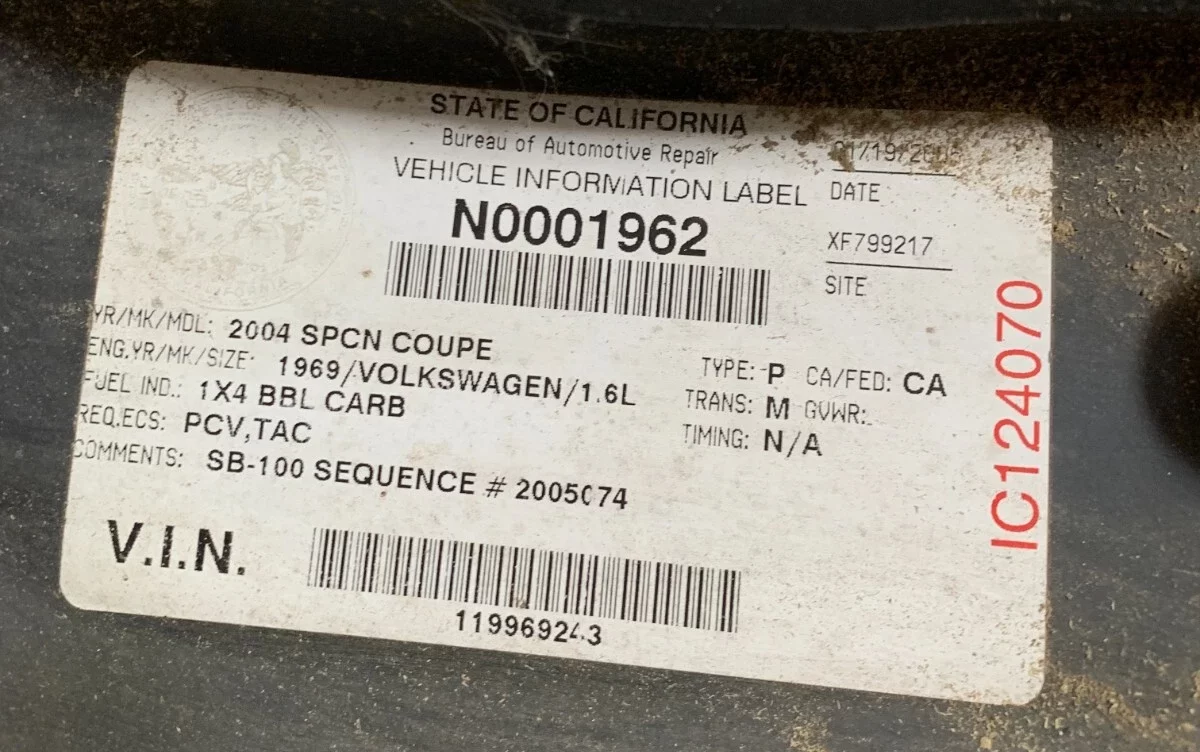 STATE OF CALIFORNIA
Bureau of Automotive Repair
VEHICLE INFORMATION LABEL
N0001962
DATE
XF799217
SITE
YR/MK/MDL: 2004 SPCN COUPE
ENG.YR/MK/SIZE: 1969/VOLKSWAGEN/1.6L
FUEL IND.: 1X4 BBL CARB
REQ.ECS: PCV,TAC
COMMENTS: SB-100 SEQUENCE # 2005074
TYPE: P CA/FED: CA
TRANS: M GVWR:
TIMING: N/A
IC124070
V.I.N.